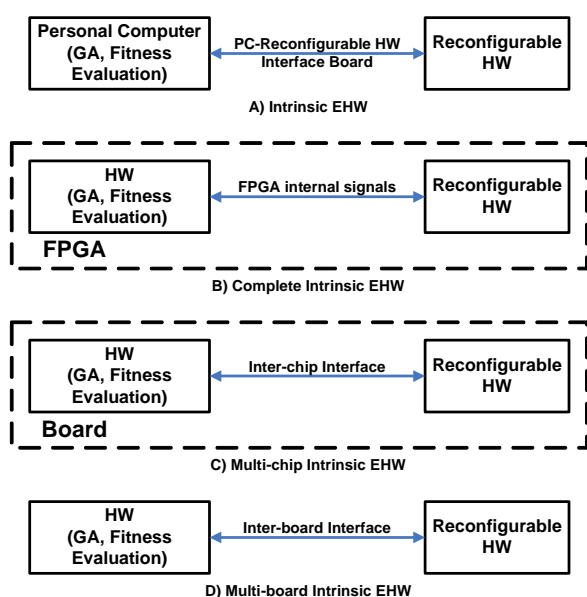 Personal Computer
(GA, Fitness
Evaluation)
PC-Reconfigurable HW
Interface Board
Reconfigurable
HW
A) Intrinsic EHW
HW
(GA, Fitness
Evaluation)
FPGA internal signals
Reconfigurable
HW
FPGA
B) Complete Intrinsic EHW
HW
(GA, Fitness
Evaluation)
Inter-chip Interface
Reconfigurable
HW
Board
C) Multi-chip Intrinsic EHW
HW
(GA, Fitness
Evaluation)
Inter-board Interface
Reconfigurable
HW
D) Multi-board Intrinsic EHW